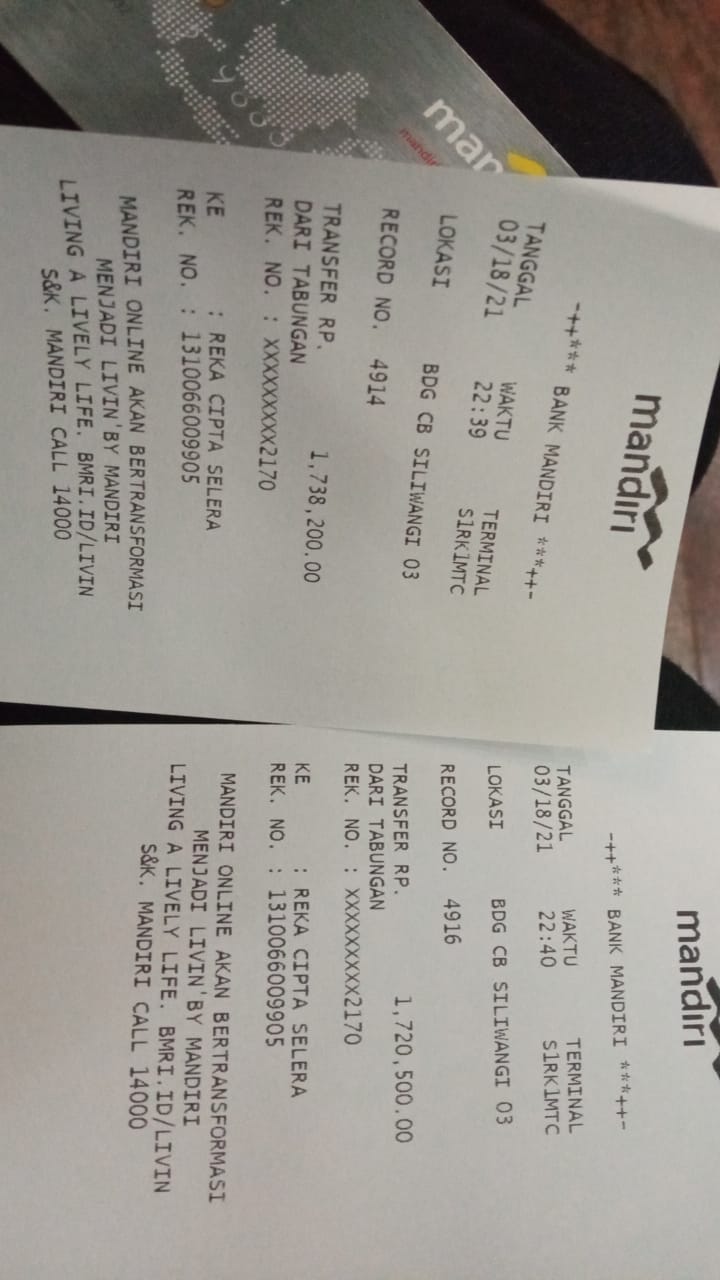 mandiri
-++*** BANK MANDIRI ***++-
TANGGAL WAKTU TERMINAL
03/18/21 22:39 S1RK1MTC
LOKASI BDG CB SILIWANGI 03
RECORD NO. 4914
TRANSFER RP. 1,738,200.00
DARI TABUNGAN
REK. NO. : XXXXXXXXX2170
KE : REKA CIPTA SELERA
REK. NO. : 1310066009905
MANDIRI ONLINE AKAN BERTRANSFORMASI
MENJADI LIVIN'BY MANDIRI
LIVING A LIVELY LIFE. BMRI.ID/LIVIN
S&K. MANDIRI CALL 14000
mandiri
-++*** BANK MANDIRI ***++-
TANGGAL WAKTU TERMINAL
03/18/21 22:40 S1RK1MTC
LOKASI BDG CB SILIWANGI 03
RECORD NO. 4916
TRANSFER RP. 1,720,500.00
DARI TABUNGAN
REK. NO. : XXXXXXXXX2170
KE : REKA CIPTA SELERA
REK. NO. : 1310066009905
MANDIRI ONLINE AKAN BERTRANSFORMASI
MENJADI LIVIN'BY MANDIRI
LIVING A LIVELY LIFE. BMRI.ID/LIVIN
S&K. MANDIRI CALL 14000